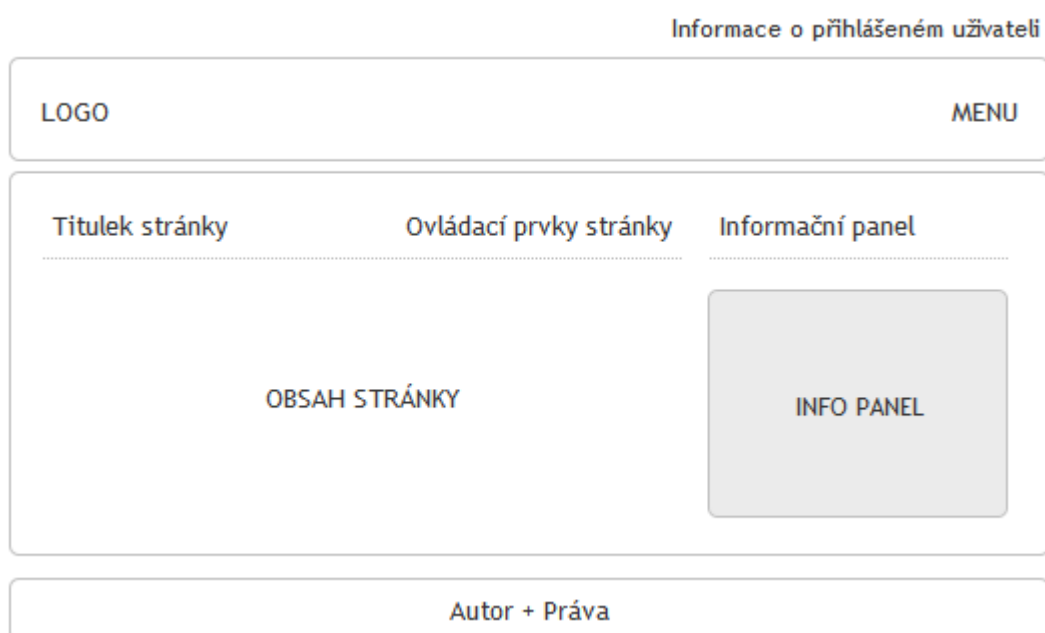 Informace o přihlášeném uživateli
LOGO MENU
Titulek stránky Ovládací prvky stránky Informační panel
OBSAH STRÁNKY
INFO PANEL
Autor + Práva